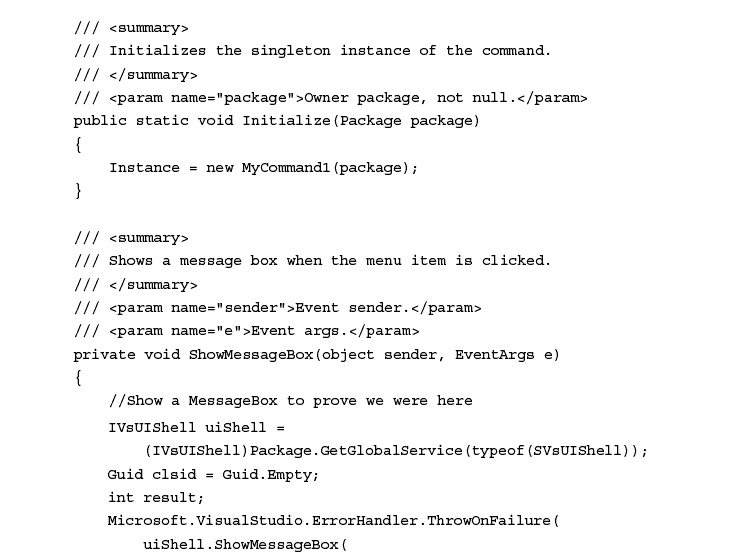 /// <summary>
/// Initializes the singleton instance of the command.
/// </summary>
/// <param name="package">Owner package, not null.</param>
public static void Initialize(Package package)
{
    Instance = new MyCommand1(package);
}

/// <summary>
/// Shows a message box when the menu item is clicked.
/// </summary>
/// <param name="sender">Event sender.</param>
/// <param name="e">Event args.</param>
private void ShowMessageBox(object sender, EventArgs e)
{
    //Show a MessageBox to prove we were here
    IVsUIShell uiShell =
        (IVsUIShell)Package.GetGlobalService(typeof(SVsUIShell));
    Guid clsid = Guid.Empty;
    int result;
    Microsoft.VisualStudio.ErrorHandler.ThrowOnFailure(
        uiShell.ShowMessageBox(